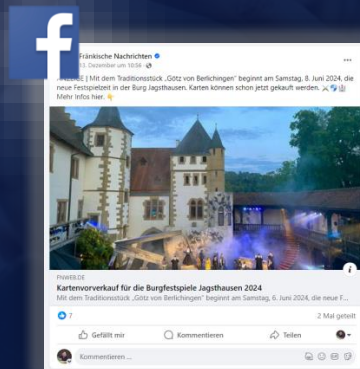 f
Fränkische Nachrichten
13. Dezember um 10:56
| Mit dem Traditionsstück „Götz von Berlichingen" beginnt am Samstag, 8. Juni 2024, die
neue Festspielzeit in der Burg Jagsthausen. Karten können schon jetzt gekauft werden.
Mehr Infos hier.
FNWEB.DE
Kartenvorverkauf für die Burgfestspiele Jagsthausen 2024
Mit dem Traditionsstück „Götz von Berlichingen" beginnt am Samstag, 6. Juni 2024, die neue F...
7
2 Mal geteilt
Gefällt mir Kommentieren Teilen
Kommentieren ...